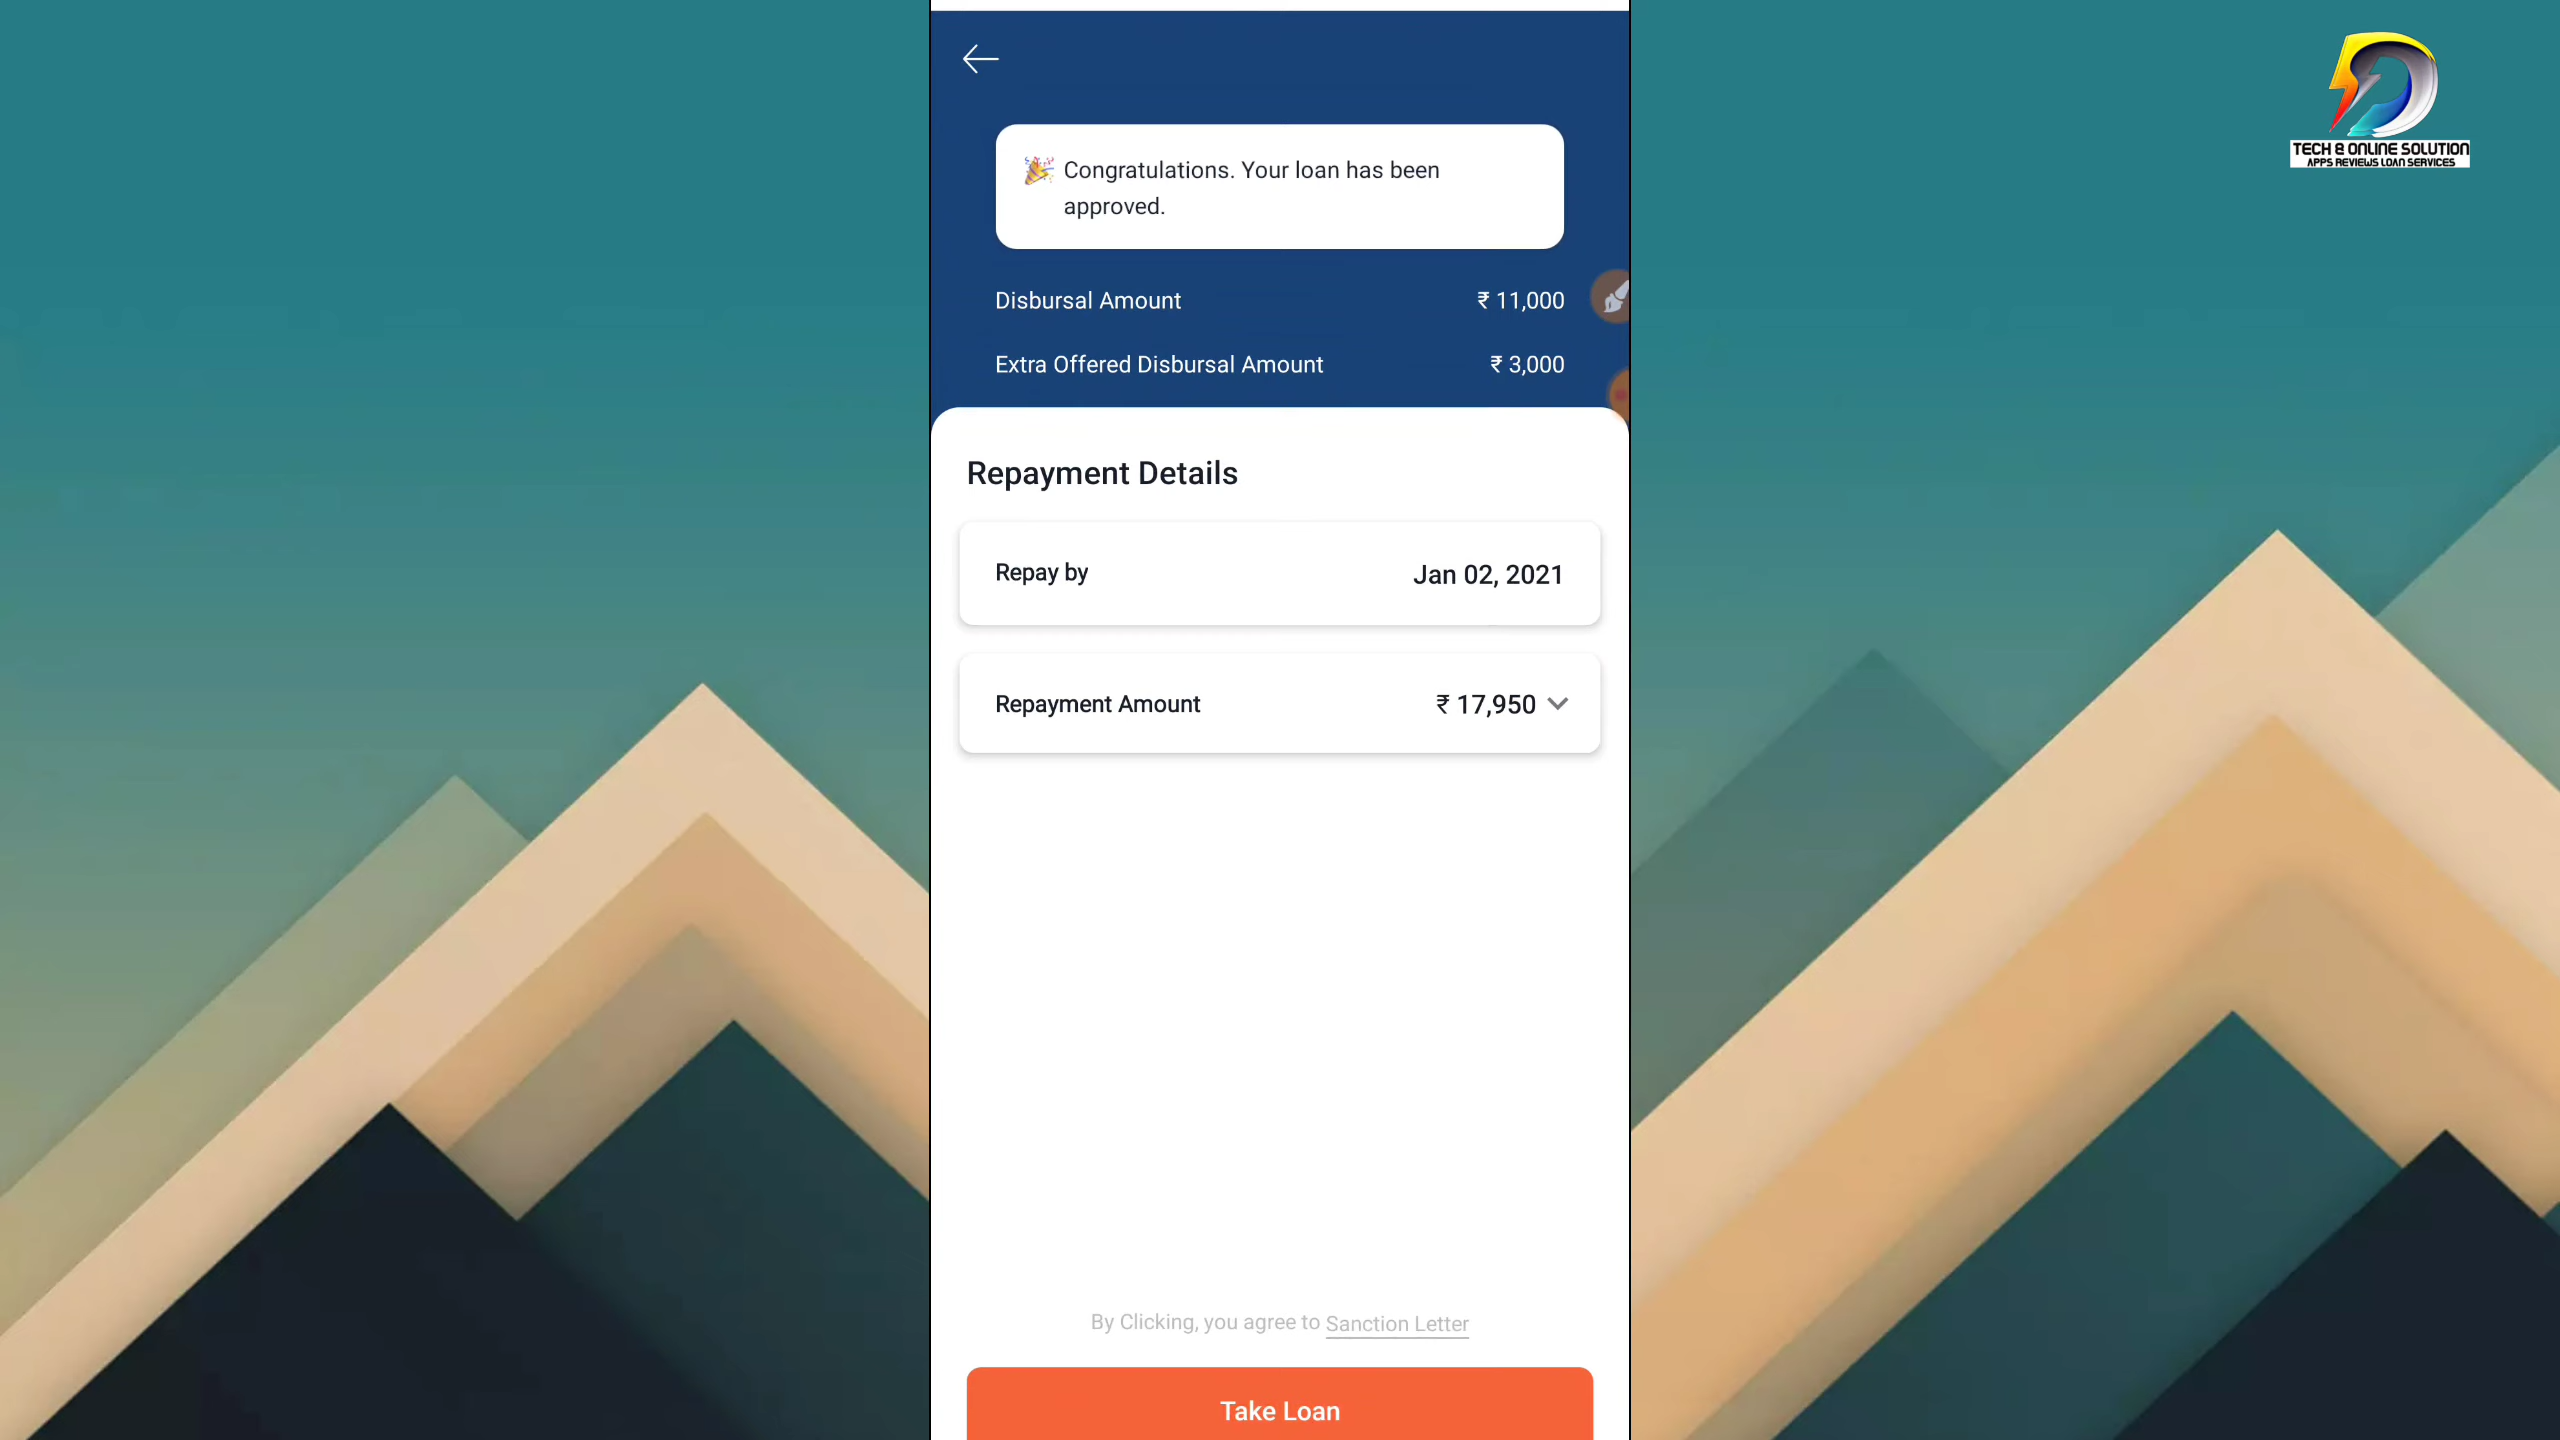 TECH & ONLINE SOLUTION
APPS REVIEWS LOAN SERVICES
🎉 Congratulations. Your loan has been
approved.
Disbursal Amount ₹ 11,000
Extra Offered Disbursal Amount ₹ 3,000
Repayment Details
Repay by Jan 02, 2021
Repayment Amount ₹ 17,950
By Clicking, you agree to Sanction Letter
Take Loan